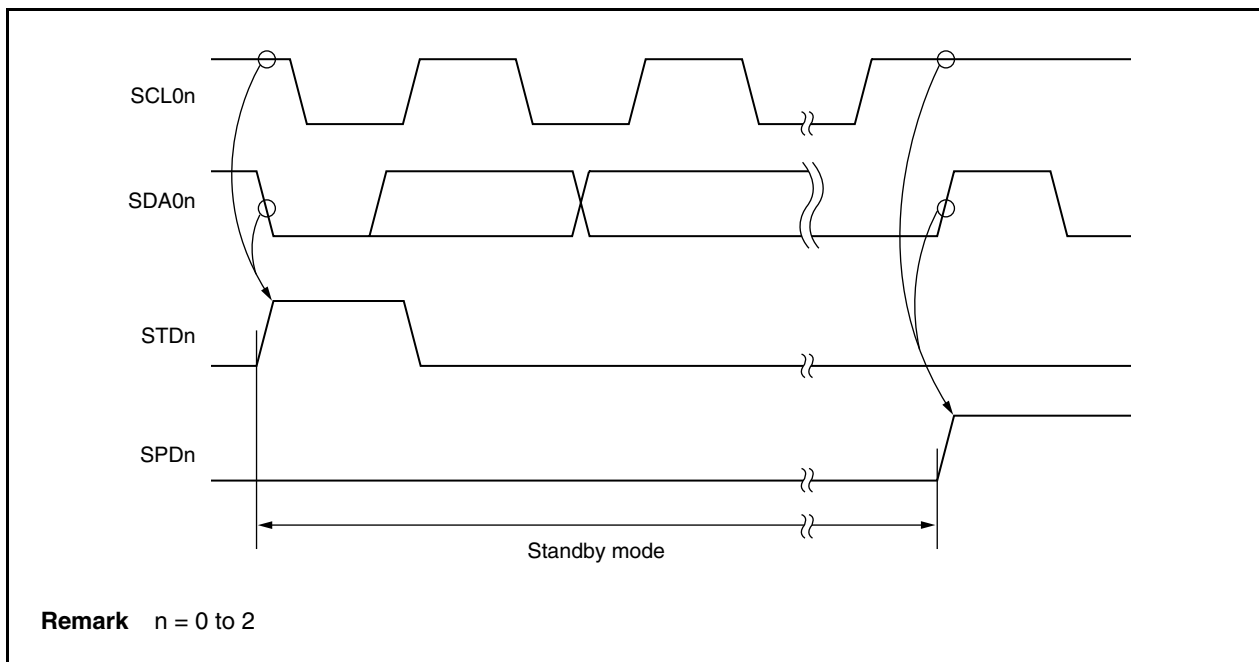 SCL0n
SDA0n
STDn
SPDn
Standby mode
Remark n = 0 to 2